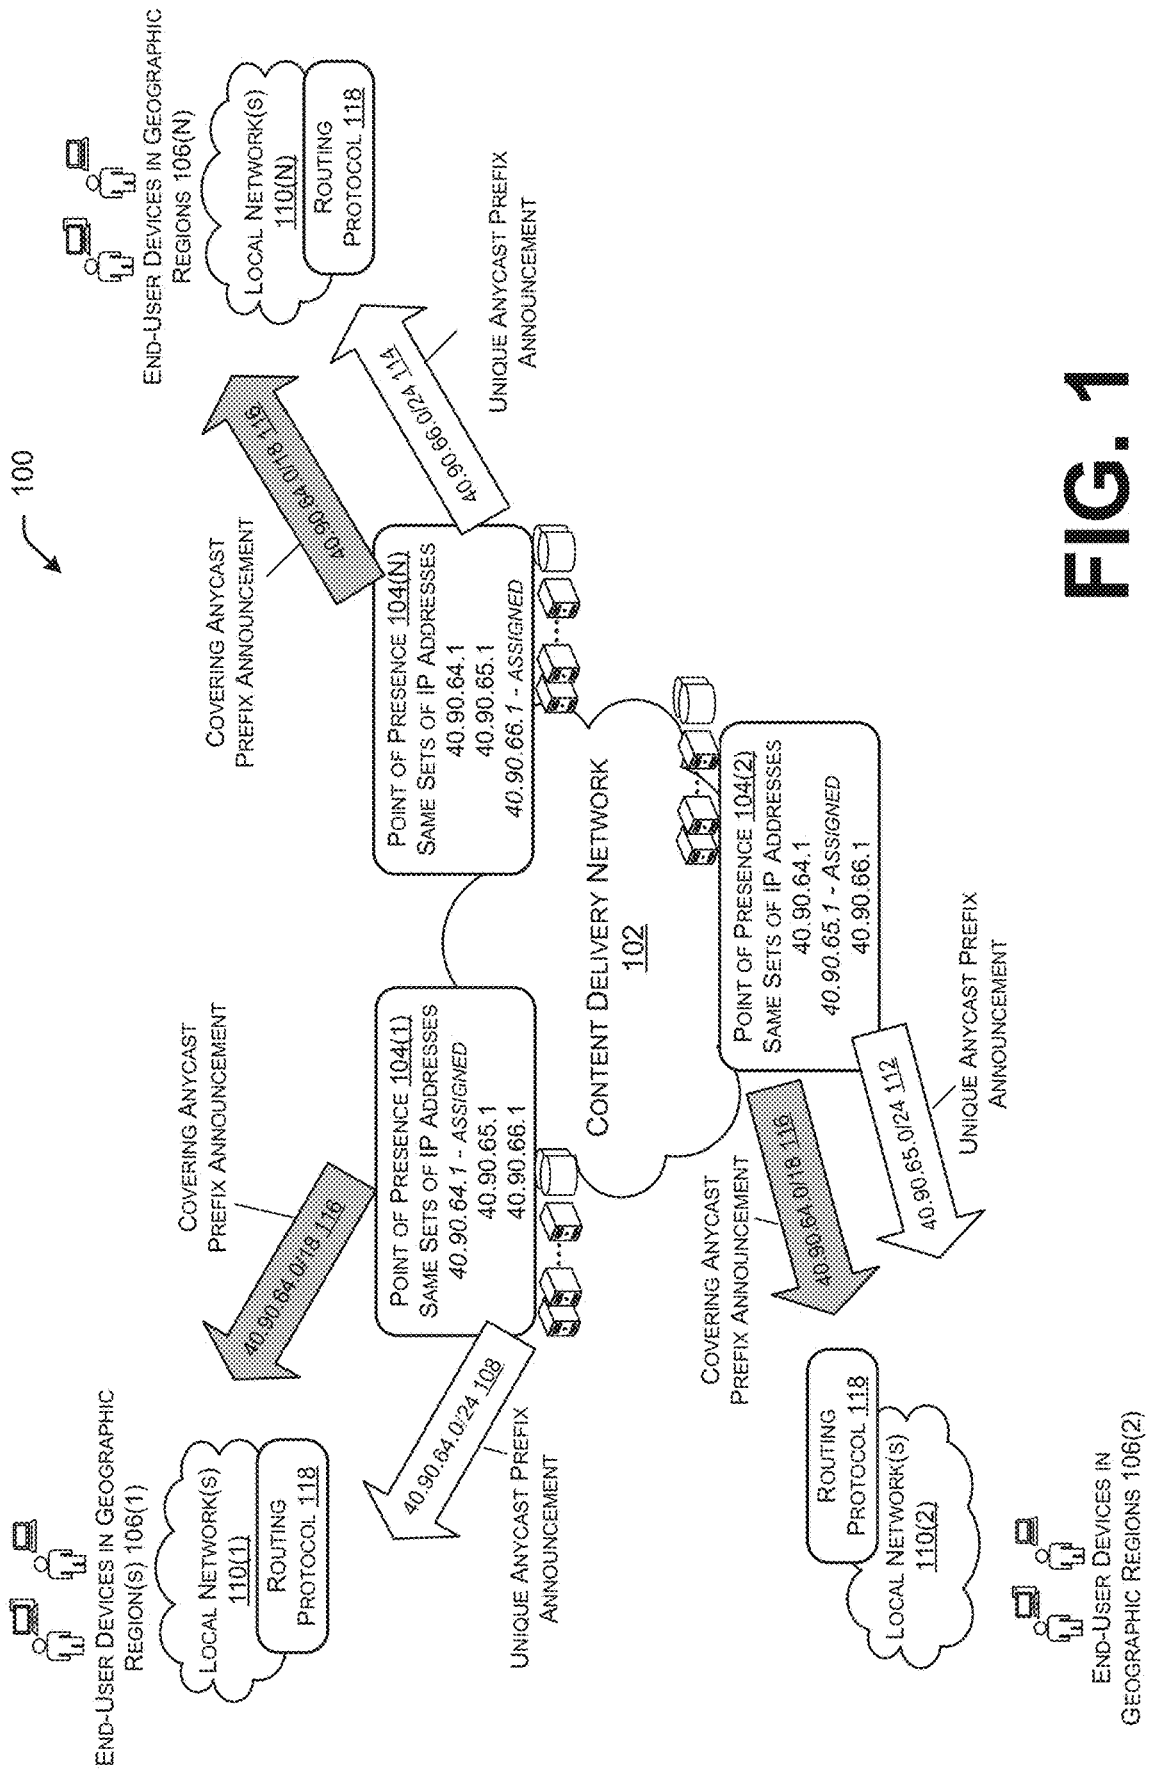 100
END-USER DEVICES IN GEOGRAPHIC
REGION(S) 106(1)
LOCAL NETWORK(S)
110(1)
ROUTING
PROTOCOL 118
COVERING ANYCAST
PREFIX ANNOUNCEMENT
40.90.64.0/18 116
40.90.64.0/24 108
UNIQUE ANYCAST PREFIX
ANNOUNCEMENT
POINT OF PRESENCE 104(1)
SAME SETS OF IP ADDRESSES
40.90.64.1 - ASSIGNED
40.90.65.1
40.90.66.1
COVERING ANYCAST
PREFIX ANNOUNCEMENT
40.90.64.0/18 116
END-USER DEVICES IN GEOGRAPHIC
REGIONS 106(N)
LOCAL NETWORK(S)
110(N)
ROUTING
PROTOCOL 118
40.90.66.0/24 114
UNIQUE ANYCAST PREFIX
ANNOUNCEMENT
POINT OF PRESENCE 104(N)
SAME SETS OF IP ADDRESSES
40.90.64.1
40.90.65.1
40.90.66.1 - ASSIGNED
CONTENT DELIVERY NETWORK
102
POINT OF PRESENCE 104(2)
SAME SETS OF IP ADDRESSES
40.90.64.1
40.90.65.1 - ASSIGNED
40.90.66.1
COVERING ANYCAST
PREFIX ANNOUNCEMENT
40.90.64.0/18 116
40.90.65.0/24 112
UNIQUE ANYCAST PREFIX
ANNOUNCEMENT
ROUTING
PROTOCOL 118
LOCAL NETWORK(S)
110(2)
END-USER DEVICES IN
GEOGRAPHIC REGIONS 106(2)
FIG. 1